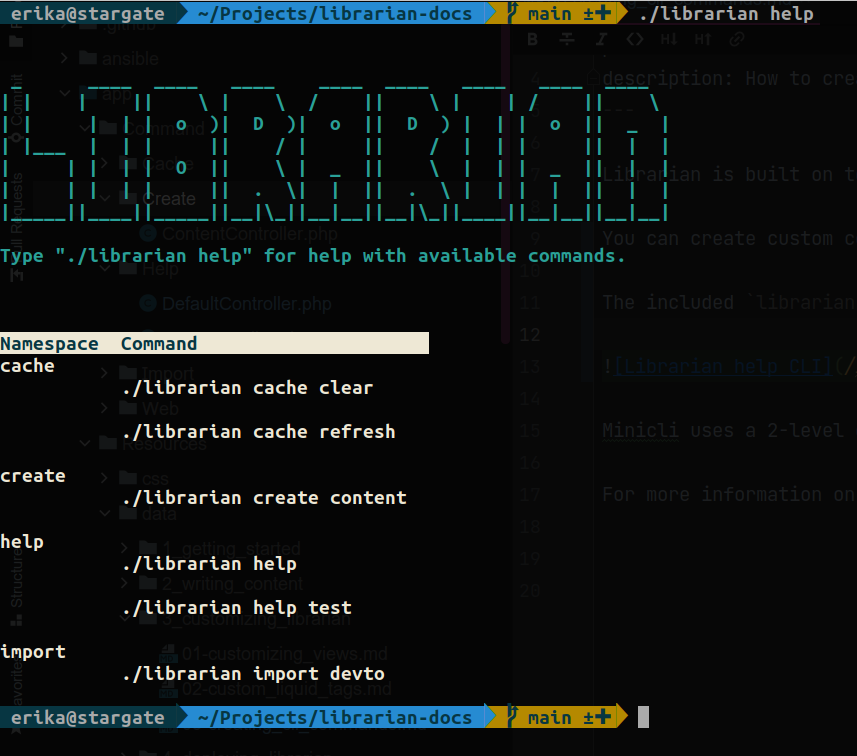 erika@stargate ~/Projects/librarian-docs main ±✚ ./librarian help
LIBRARIAN
Type "./librarian help" for help with available commands.
Namespace Command
cache
./librarian cache clear
./librarian cache refresh
create
./librarian create content
help
./librarian help
./librarian help test
import
./librarian import devto
erika@stargate ~/Projects/librarian-docs main ±✚
.github
ansible
app
Command
Cache
Create
ContentController.php
Help
DefaultController.php
Import
Web
Resources
css
data
1_getting_started
2_writing_content
3_customizing_librarian
01-customizing_views.md
02-custom_liquid_tags.md
Commit
Pull Requests
Structure
Favorites
B I <> H↓ H↑
4 description: How to cre
7 Librarian is built on t
You can create custom c
10
11 The included `librarian
12
13 ![Librarian help CLI](/
14
15 Minicli uses a 2-level
16
17 For more information on
18
19
20